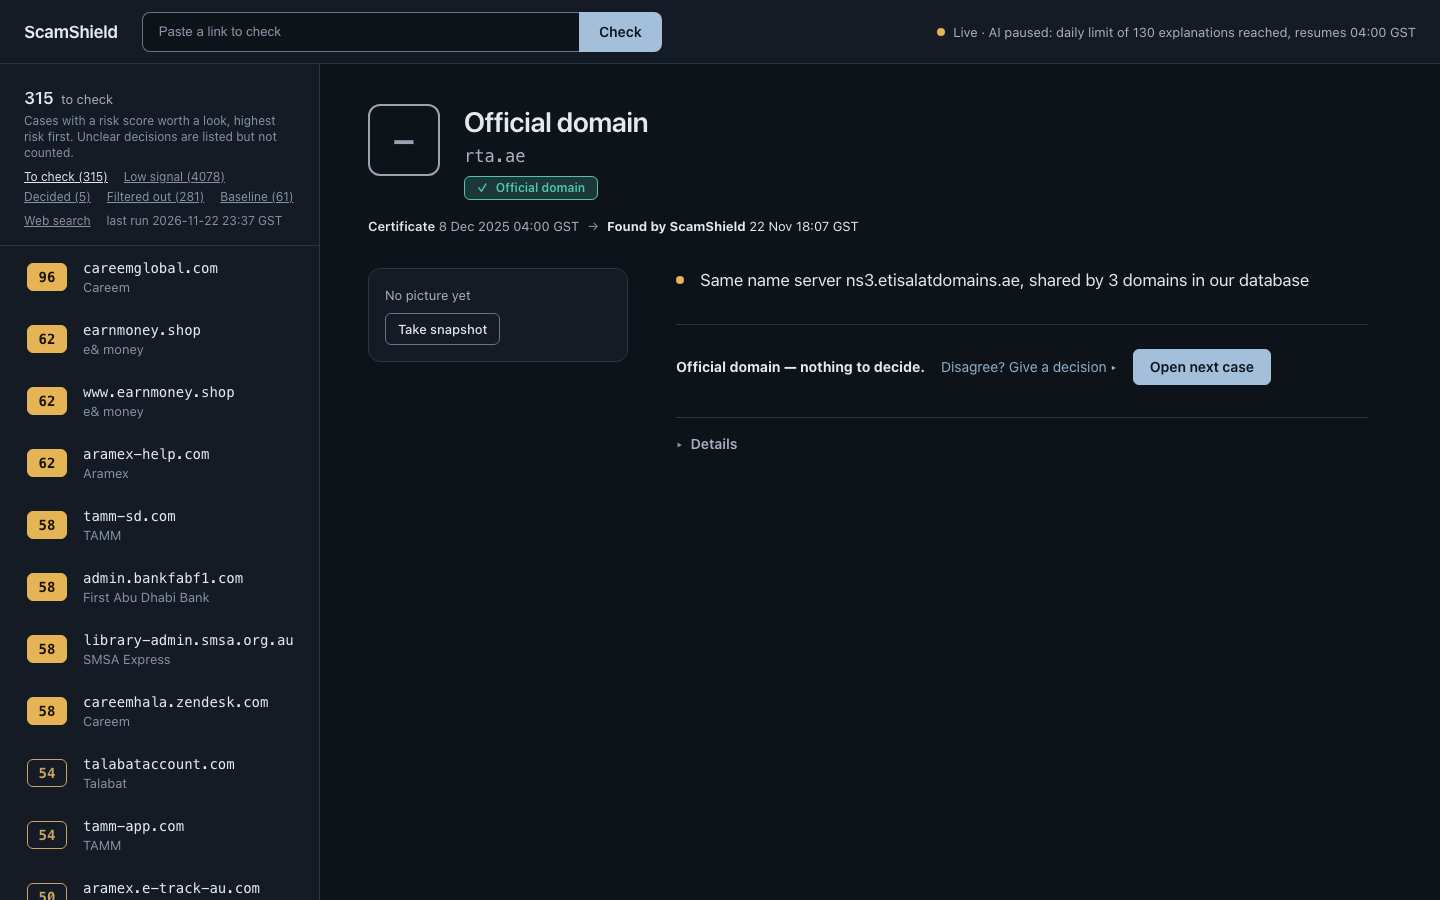 ScamShield
Paste a link to check
Check
Live · AI paused: daily limit of 130 explanations reached, resumes 04:00 GST
315 to check
Cases with a risk score worth a look, highest
risk first. Unclear decisions are listed but not
counted.
To check (315) Low signal (4078)
Decided (5) Filtered out (281) Baseline (61)
Web search last run 2026-11-22 23:37 GST
96 careemglobal.com
Careem
62 earnmoney.shop
e& money
62 www.earnmoney.shop
e& money
62 aramex-help.com
Aramex
58 tamm-sd.com
TAMM
58 admin.bankfabf1.com
First Abu Dhabi Bank
58 library-admin.smsa.org.au
SMSA Express
58 careemhala.zendesk.com
Careem
54 talabataccount.com
Talabat
54 tamm-app.com
TAMM
50 aramex.e-track-au.com
–
Official domain
rta.ae
✓ Official domain
Certificate 8 Dec 2025 04:00 GST → Found by ScamShield 22 Nov 18:07 GST
No picture yet
Take snapshot
Same name server ns3.etisalatdomains.ae, shared by 3 domains in our database
Official domain — nothing to decide. Disagree? Give a decision ▸ Open next case
▸ Details